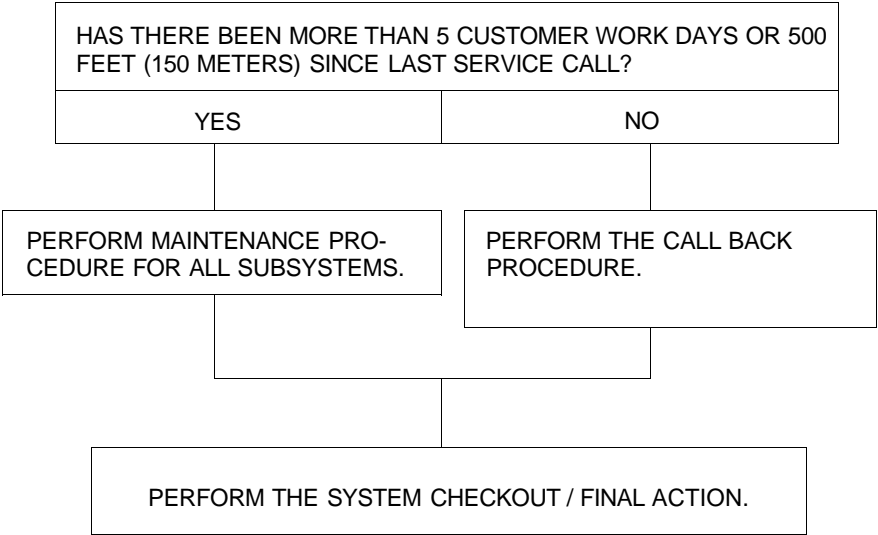 HAS THERE BEEN MORE THAN 5 CUSTOMER WORK DAYS OR 500
FEET (150 METERS) SINCE LAST SERVICE CALL?
YES
NO
PERFORM MAINTENANCE PRO-
CEDURE FOR ALL SUBSYSTEMS.
PERFORM THE CALL BACK
PROCEDURE.
PERFORM THE SYSTEM CHECKOUT / FINAL ACTION.